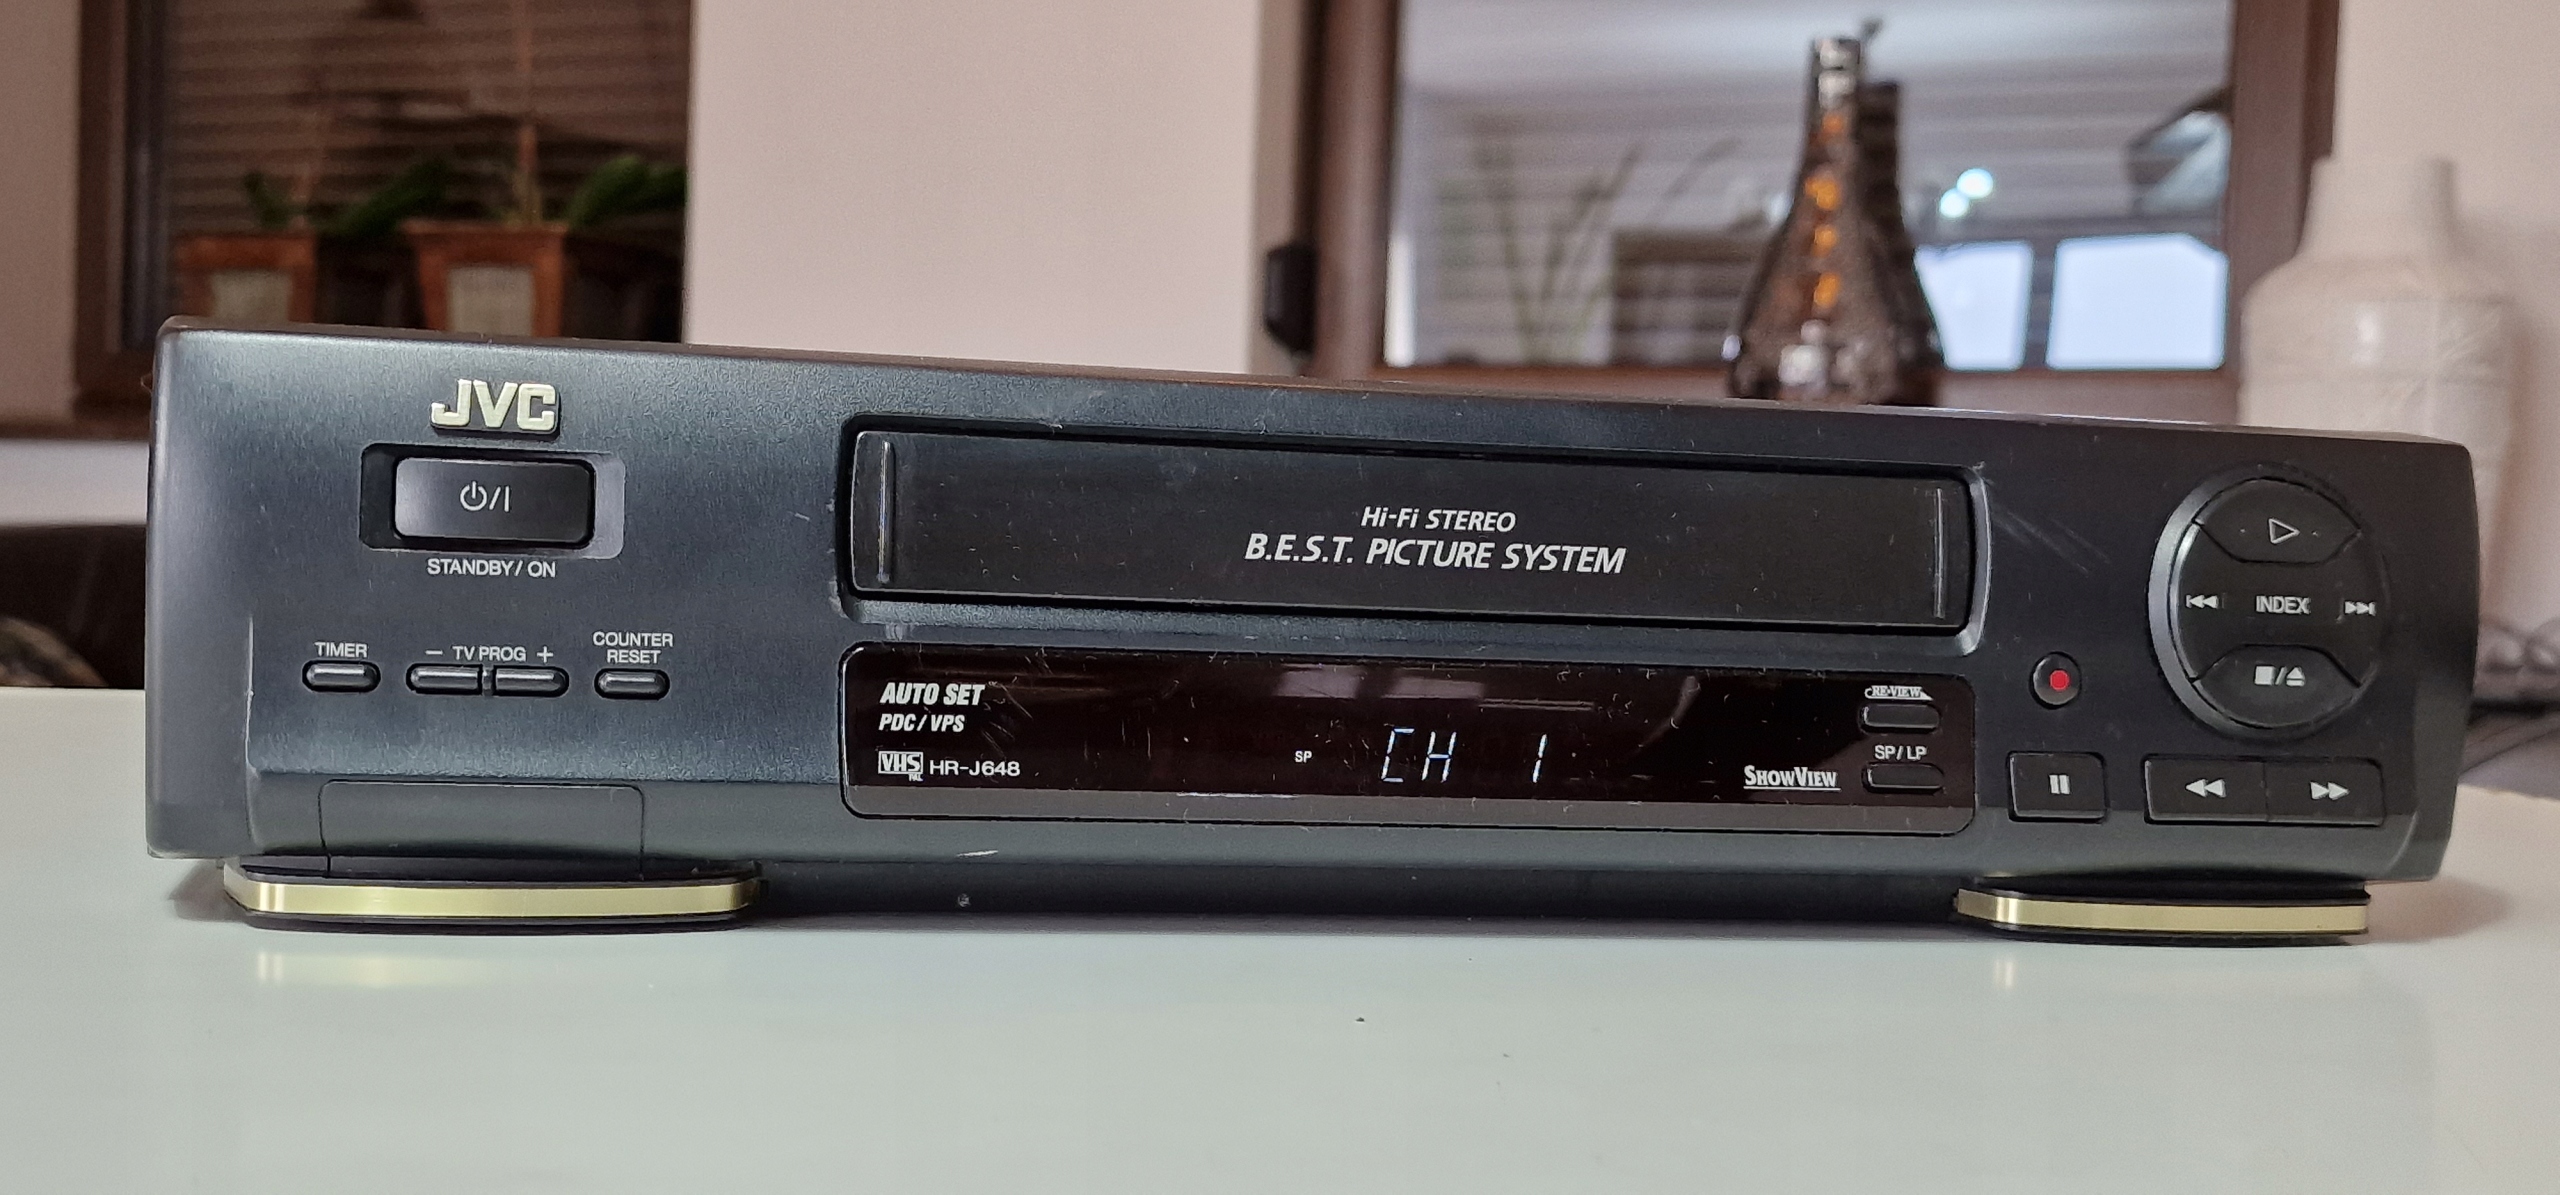 JVC
⏻/I
STANDBY/ ON
TIMER
− TV PROG +
COUNTER
RESET
Hi-Fi STEREO
B.E.S.T. PICTURE SYSTEM
AUTO SET
PDC / VPS
VHS
PAL
HR-J648
SP
CH 1
SHOWVIEW
RE-VIEW
SP/LP
INDEX